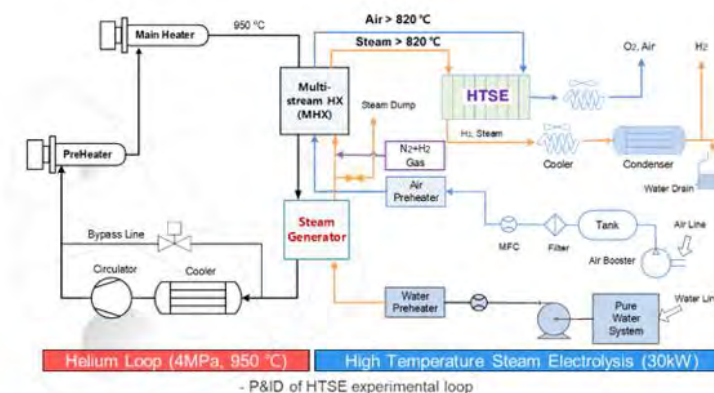 Main Heater
950 ℃
Air > 820 ℃
Steam > 820 ℃
O2, Air
H2
Multi-
stream HX
(MHX)
HTSE
Steam Dump
H2, Steam
PreHeater
N2+H2
Gas
Cooler
Condenser
Water Drain
Air
Preheater
Steam
Generator
Bypass Line
MFC
Filter
Tank
Air Line
Air Booster
Circulator
Cooler
Water
Preheater
Pure
Water
System
Water Lin
Helium Loop (4MPa, 950 ℃)
High Temperature Steam Electrolysis (30kW)
- P&ID of HTSE experimental loop